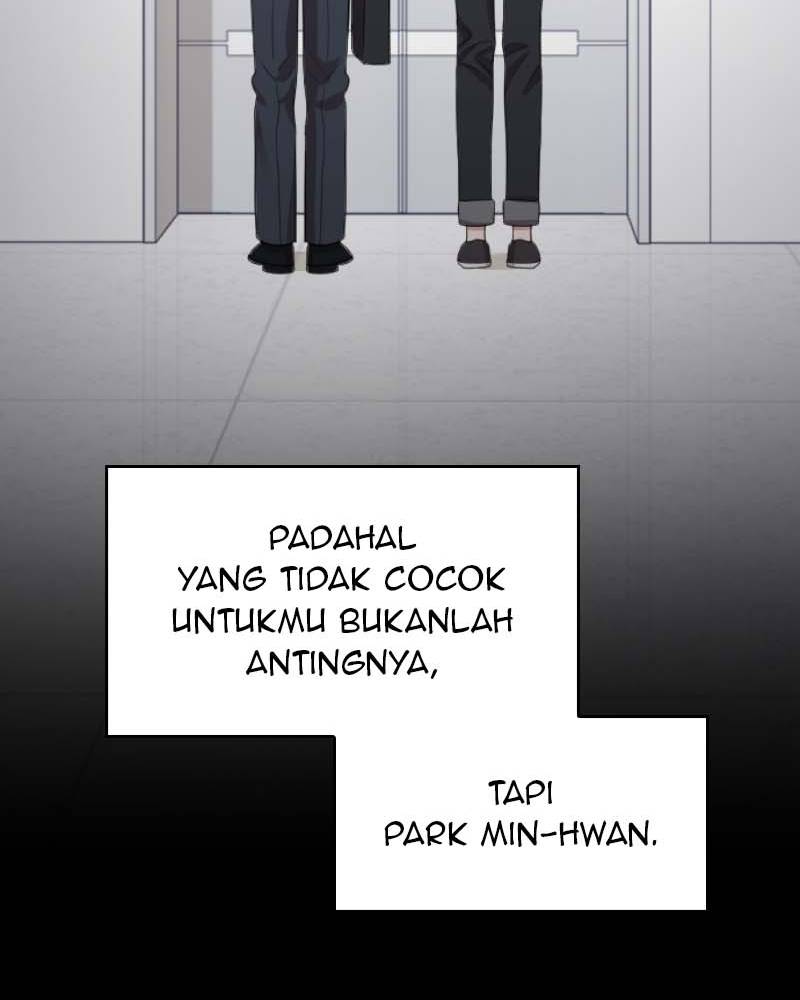 PADAHAL
YANG TIDAK COCOK
UNTUKMU BUKANLAH
ANTINGNYA,
TAPI
PARK MIN-HWAN.